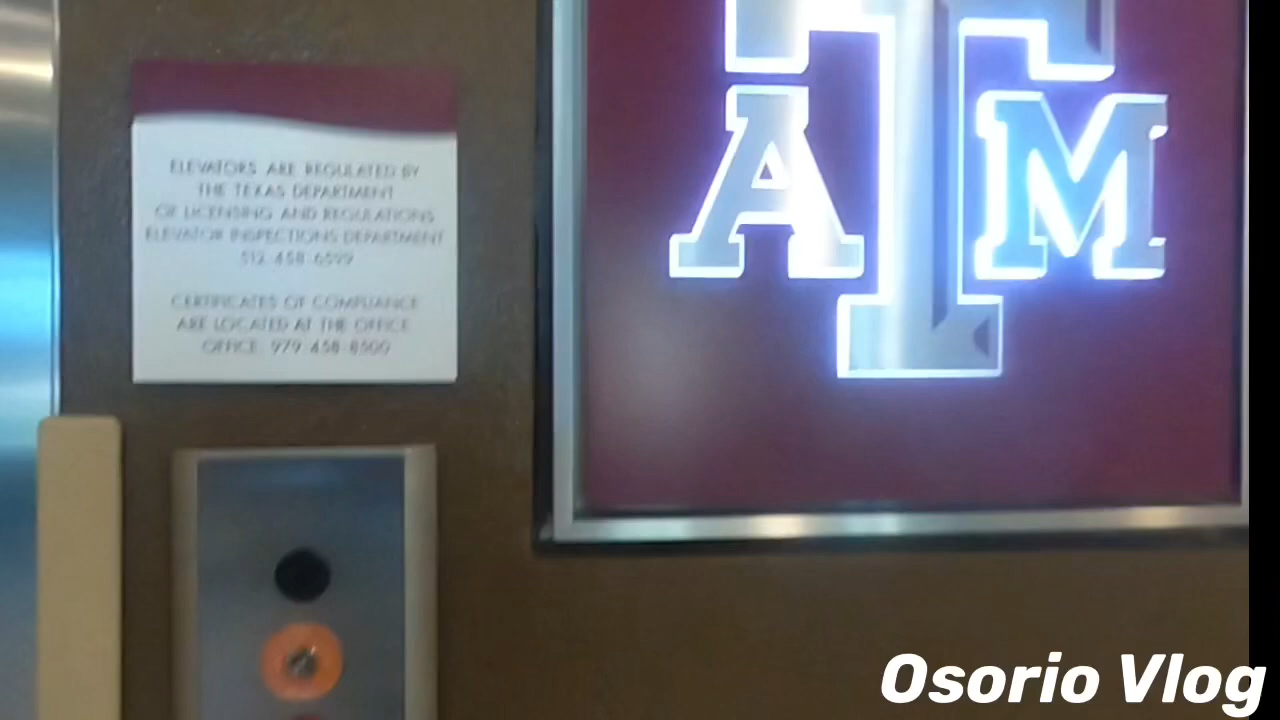 ELEVATORS ARE REGULATED BY
THE TEXAS DEPARTMENT
OF LICENSING AND REGULATIONS
ELEVATOR INSPECTIONS DEPARTMENT
512-458-6599
CERTIFICATES OF COMPLIANCE
ARE LOCATED AT THE OFFICE
OFFICE: 979-458-8500
ATM
Osorio Vlog